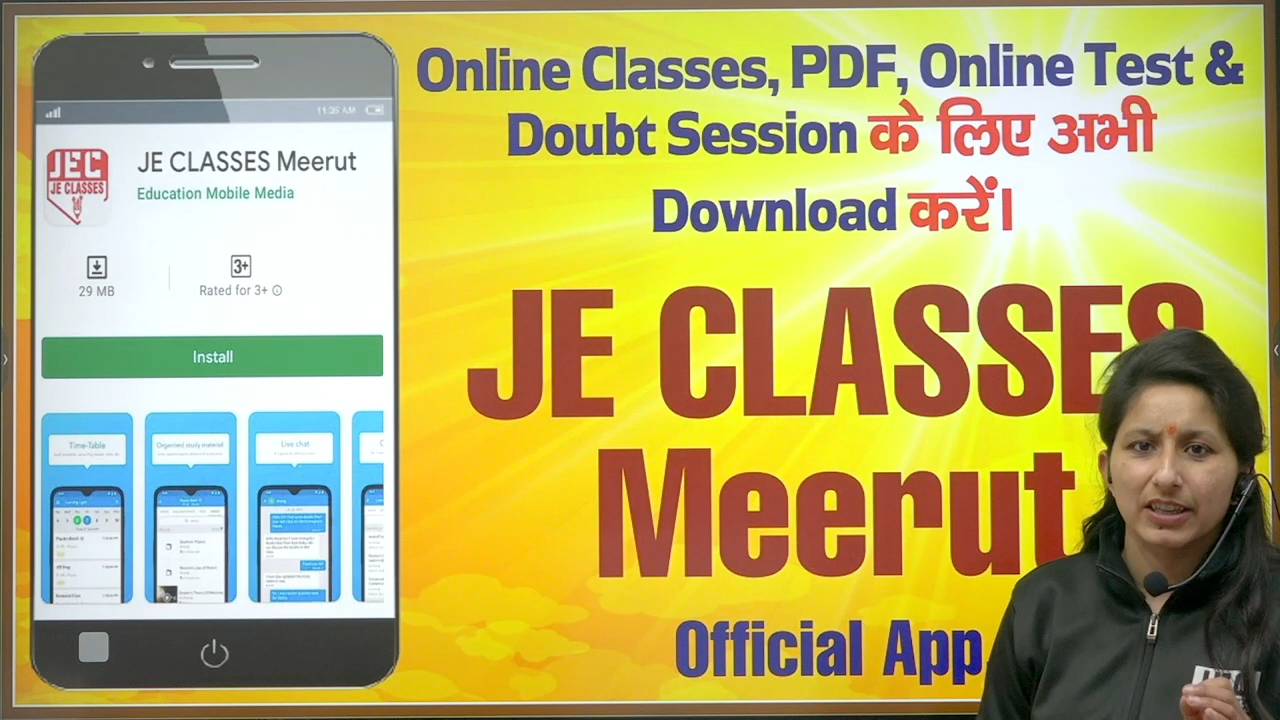 Online Classes, PDF, Online Test &
Doubt Session के लिए अभी
Download करें।
JE CLASSES
Meerut
Official App
11:35 AM
JEC
JE CLASSES
JE CLASSES Meerut
Education Mobile Media
3+
29 MB
Rated for 3+
Install
Time-Table
Organised study material
Live chat